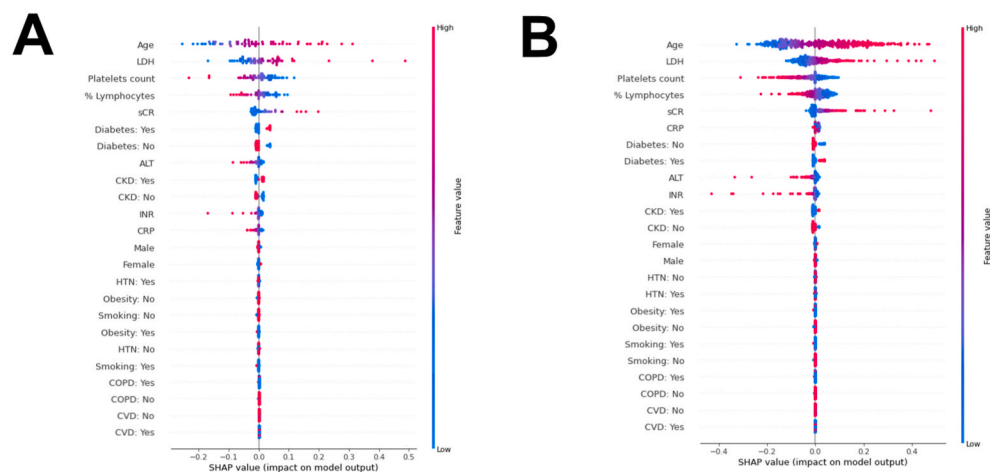 A
High
Age
LDH
Platelets count
% Lymphocytes
sCR
Diabetes: Yes
Diabetes: No
ALT
CKD: Yes
CKD: No
INR
CRP
Male
Female
HTN: Yes
Obesity: No
Smoking: No
Obesity: Yes
HTN: No
Smoking: Yes
COPD: Yes
COPD: No
CVD: No
CVD: Yes
Feature value
Low
−0.2 −0.1 0.0 0.1 0.2 0.3 0.4 0.5
SHAP value (impact on model output)
B
High
Age
LDH
Platelets count
% Lymphocytes
sCR
CRP
Diabetes: No
Diabetes: Yes
ALT
INR
CKD: Yes
CKD: No
Female
Male
HTN: No
HTN: Yes
Obesity: Yes
Obesity: No
Smoking: Yes
Smoking: No
COPD: Yes
COPD: No
CVD: No
CVD: Yes
Feature value
Low
−0.4 −0.2 0.0 0.2 0.4
SHAP value (impact on model output)